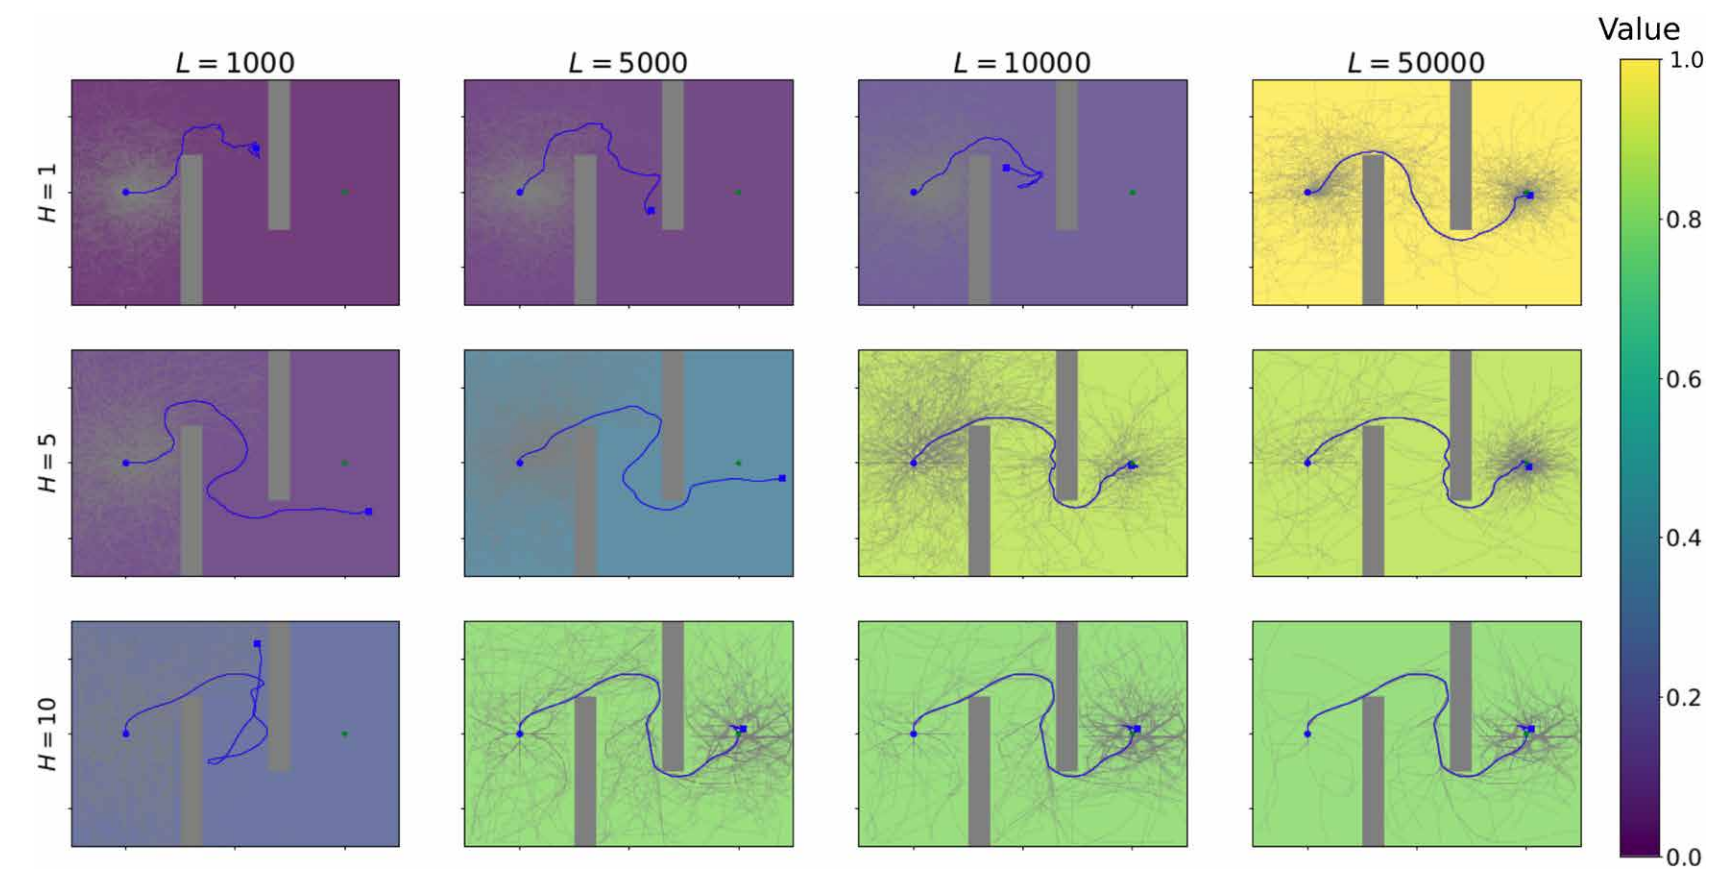 Value
L = 1000
L = 5000
L = 10000
L = 50000
1.0
H = 1
0.8
0.6
H = 5
0.4
0.2
H = 10
0.0